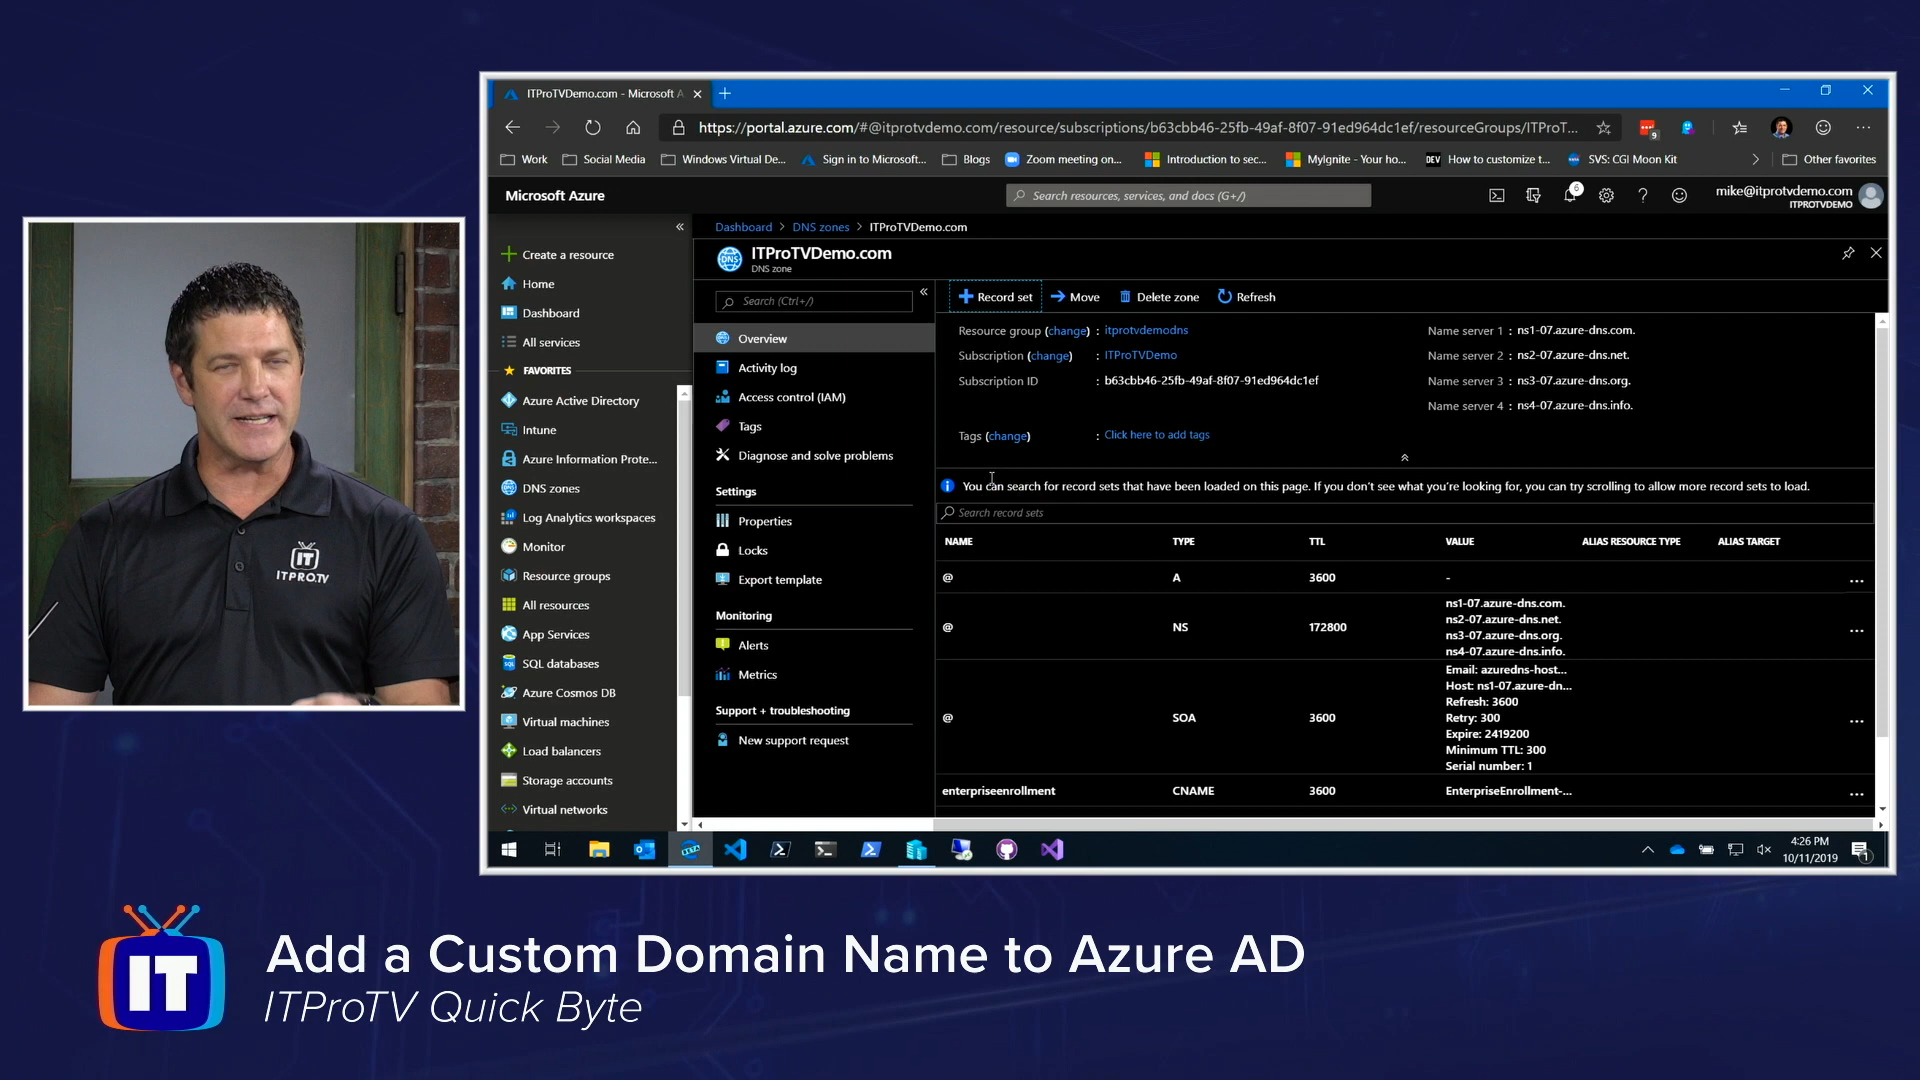 ITProTVDemo.com - Microsoft A
https://portal.azure.com/#@itprotvdemo.com/resource/subscriptions/b63cbb46-25fb-49af-8f07-91ed964dc1ef/resourceGroups/ITProT...
9
Work Social Media Windows Virtual De... Sign in to Microsoft... Blogs Zoom meeting on... Introduction to sec... MyIgnite - Your ho... DEV How to customize t... SVS: CGI Moon Kit Other favorites
Microsoft Azure
Search resources, services, and docs (G+/)
6
mike@itprotvdemo.com
ITPROTVDEMO
Create a resource
Home
Dashboard
All services
FAVORITES
Azure Active Directory
Intune
Azure Information Prote...
DNS zones
Log Analytics workspaces
Monitor
Resource groups
All resources
App Services
SQL databases
Azure Cosmos DB
Virtual machines
Load balancers
Storage accounts
Virtual networks
Dashboard > DNS zones > ITProTVDemo.com
DNS
ITProTVDemo.com
DNS zone
Search (Ctrl+/)
Overview
Activity log
Access control (IAM)
Tags
Diagnose and solve problems
Settings
Properties
Locks
Export template
Monitoring
Alerts
Metrics
Support + troubleshooting
New support request
Record set Move Delete zone Refresh
Resource group (change) : itprotvdemodns
Subscription (change) : ITProTVDemo
Subscription ID : b63cbb46-25fb-49af-8f07-91ed964dc1ef
Tags (change) : Click here to add tags
Name server 1 : ns1-07.azure-dns.com.
Name server 2 : ns2-07.azure-dns.net.
Name server 3 : ns3-07.azure-dns.org.
Name server 4 : ns4-07.azure-dns.info.
You can search for record sets that have been loaded on this page. If you don't see what you're looking for, you can try scrolling to allow more record sets to load.
Search record sets
NAME TYPE TTL VALUE ALIAS RESOURCE TYPE ALIAS TARGET
@ A 3600 -
@ NS 172800
ns1-07.azure-dns.com.
ns2-07.azure-dns.net.
ns3-07.azure-dns.org.
ns4-07.azure-dns.info.
@ SOA 3600
Email: azuredns-host...
Host: ns1-07.azure-dn...
Refresh: 3600
Retry: 300
Expire: 2419200
Minimum TTL: 300
Serial number: 1
enterpriseenrollment CNAME 3600 EnterpriseEnrollment-...
4:26 PM
10/11/2019
1
IT
ITPRO.TV
IT
Add a Custom Domain Name to Azure AD
ITProTV Quick Byte